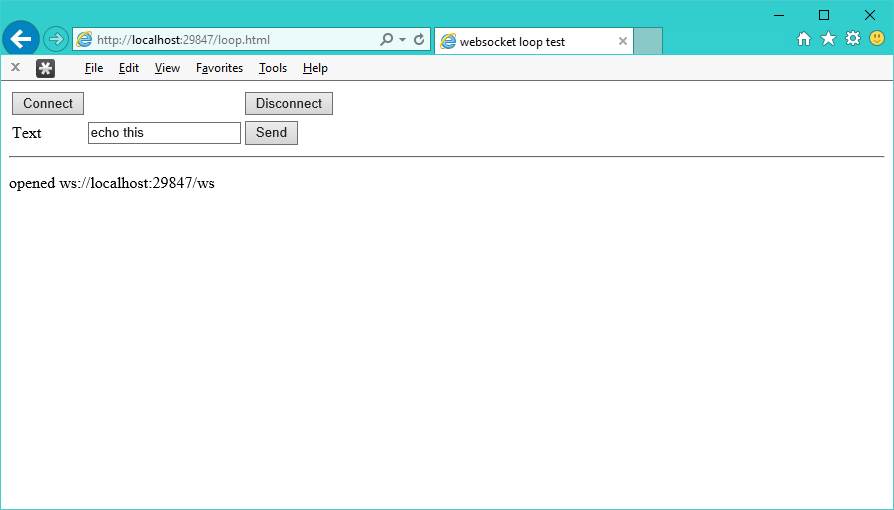 http://localhost:29847/loop.html
websocket loop test
File Edit View Favorites Tools Help
Connect Disconnect
Text echo this Send
opened ws://localhost:29847/ws